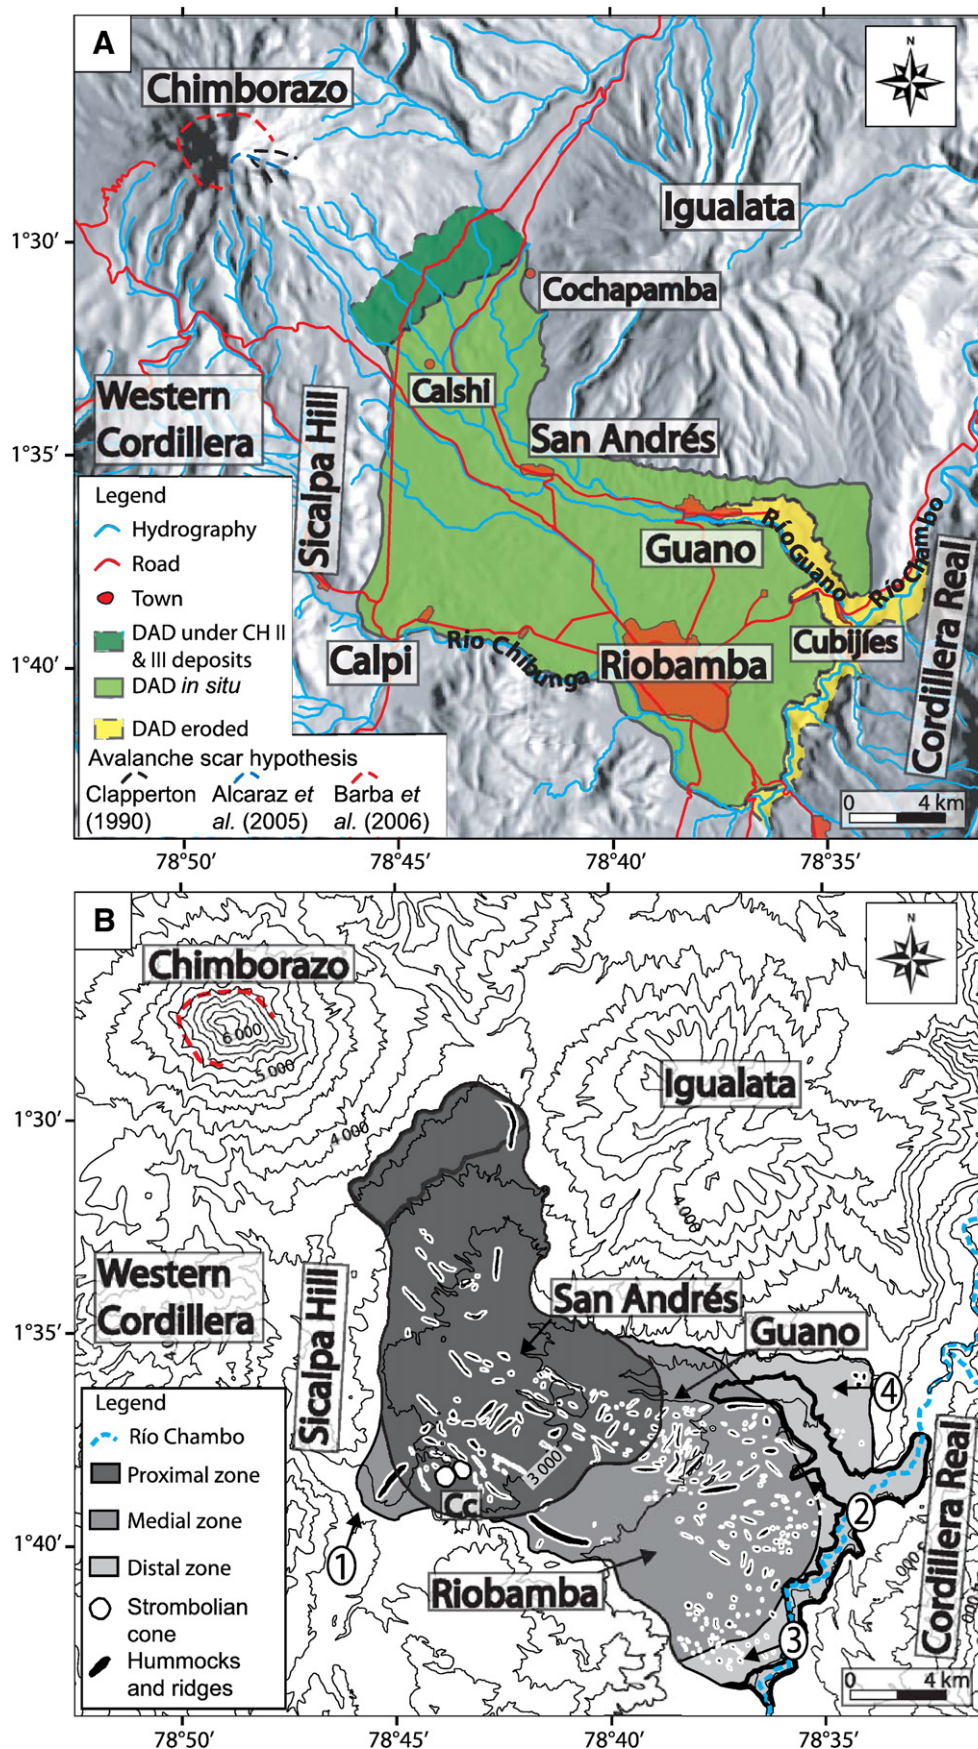 A
N
Chimborazo
Igualata
1°30′
Cochapamba
Calshi
Western
Cordillera
Sicalpa Hill
San Andrés
1°35′
Legend
Hydrography
Road
Town
DAD under CH II
& III deposits
DAD in situ
DAD eroded
Avalanche scar hypothesis
Clapperton
(1990)
Alcaraz et
al. (2005)
Barba et
al. (2006)
Guano
Río Guano
Río Chambo
Cordillera Real
Cubijíes
1°40′
Calpi
Río Chibunga
Riobamba
0 4 km
78°50′ 78°45′ 78°40′ 78°35′
B
N
Chimborazo
6 000
5 000
4 000
Igualata
4 000
1°30′
Western
Cordillera
Sicalpa Hill
San Andrés
Guano
1°35′
4
Legend
Río Chambo
Proximal zone
Medial zone
Distal zone
Strombolian
cone
Hummocks
and ridges
3 000
Cc
1°40′
1
2
Riobamba
3
Cordillera Real
0 4 km
78°50′ 78°45′ 78°40′ 78°35′